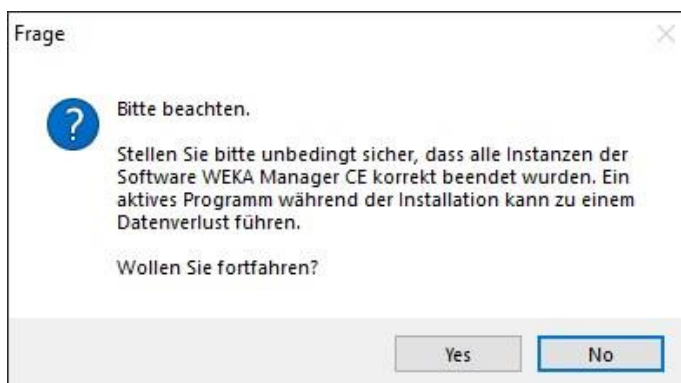 Frage
Bitte beachten.
Stellen Sie bitte unbedingt sicher, dass alle Instanzen der
Software WEKA Manager CE korrekt beendet wurden. Ein
aktives Programm während der Installation kann zu einem
Datenverlust führen.
Wollen Sie fortfahren?
Yes
No